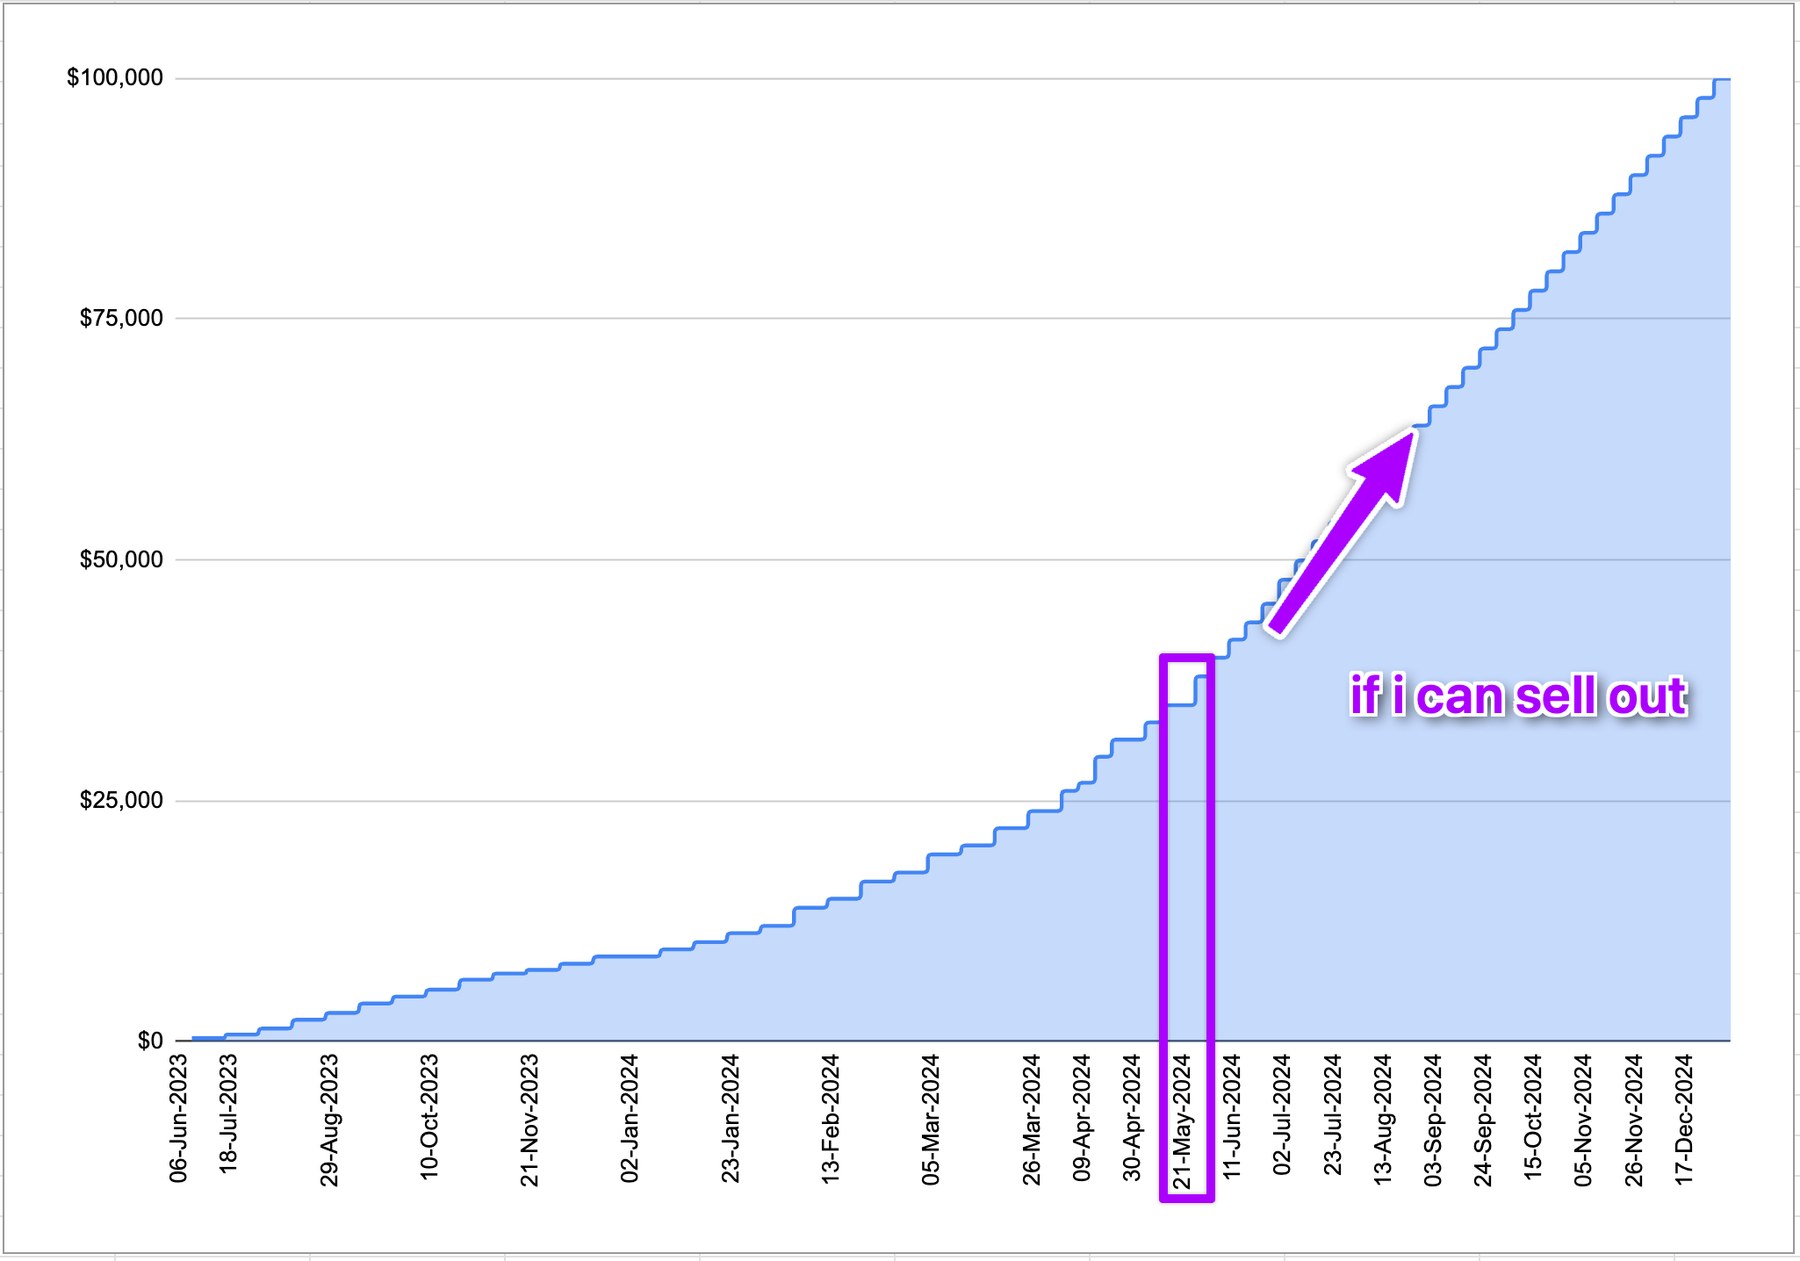 $100,000
$75,000
$50,000
$25,000
$0
if i can sell out
06-Jun-2023
18-Jul-2023
29-Aug-2023
10-Oct-2023
21-Nov-2023
02-Jan-2024
23-Jan-2024
13-Feb-2024
05-Mar-2024
26-Mar-2024
09-Apr-2024
30-Apr-2024
21-May-2024
11-Jun-2024
02-Jul-2024
23-Jul-2024
13-Aug-2024
03-Sep-2024
24-Sep-2024
15-Oct-2024
05-Nov-2024
26-Nov-2024
17-Dec-2024